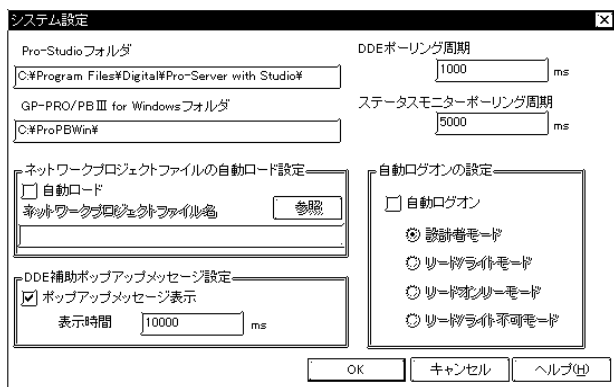 システム設定
Pro-Studioフォルダ
C:¥Program Files¥Digital¥Pro-Server with Studio¥
GP-PRO/PBⅢ for Windowsフォルダ
C:¥ProPBWin¥
DDEポーリング周期
1000 ms
ステータスモニターポーリング周期
5000 ms
ネットワークプロジェクトファイルの自動ロード設定
自動ロード
ネットワークプロジェクトファイル名
参照
DDE補助ポップアップメッセージ設定
ポップアップメッセージ表示
表示時間 10000 ms
自動ログオンの設定
自動ログオン
設計者モード
リード/ライトモード
リードオンリーモード
リード/ライト不可モード
OK
キャンセル
ヘルプ(H)